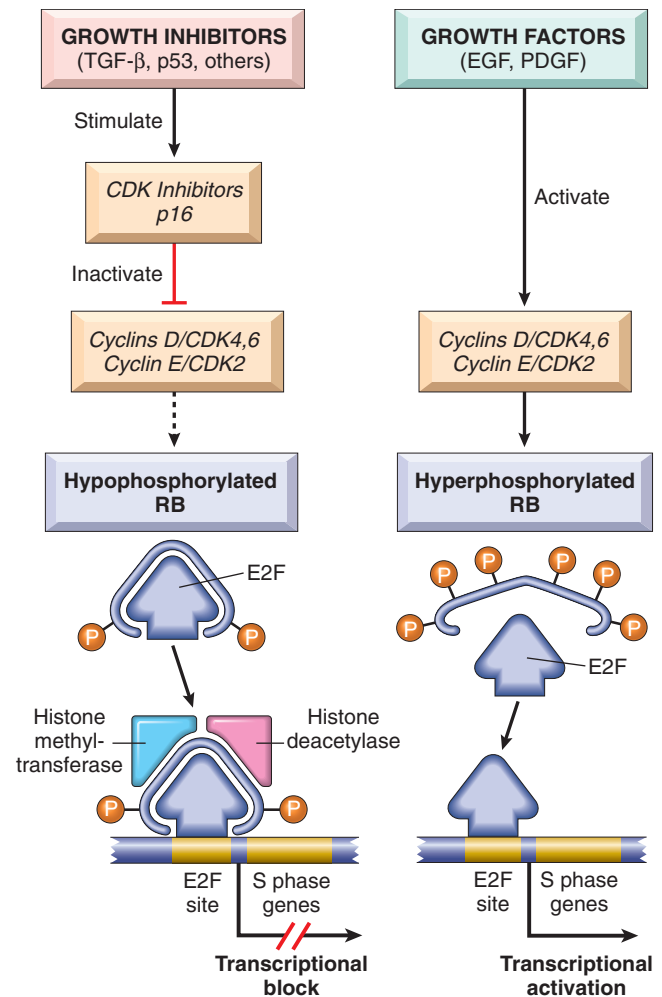 GROWTH INHIBITORS
(TGF-β, p53, others)
Stimulate
CDK Inhibitors
p16
Inactivate
Cyclins D/CDK4,6
Cyclin E/CDK2
Hypophosphorylated
RB
E2F
P
P
Histone
methyl-
transferase
Histone
deacetylase
P
P
E2F
site
S phase
genes
Transcriptional
block
GROWTH FACTORS
(EGF, PDGF)
Activate
Cyclins D/CDK4,6
Cyclin E/CDK2
Hyperphosphorylated
RB
P
P
P
P
P
P
E2F
E2F
site
S phase
genes
Transcriptional
activation